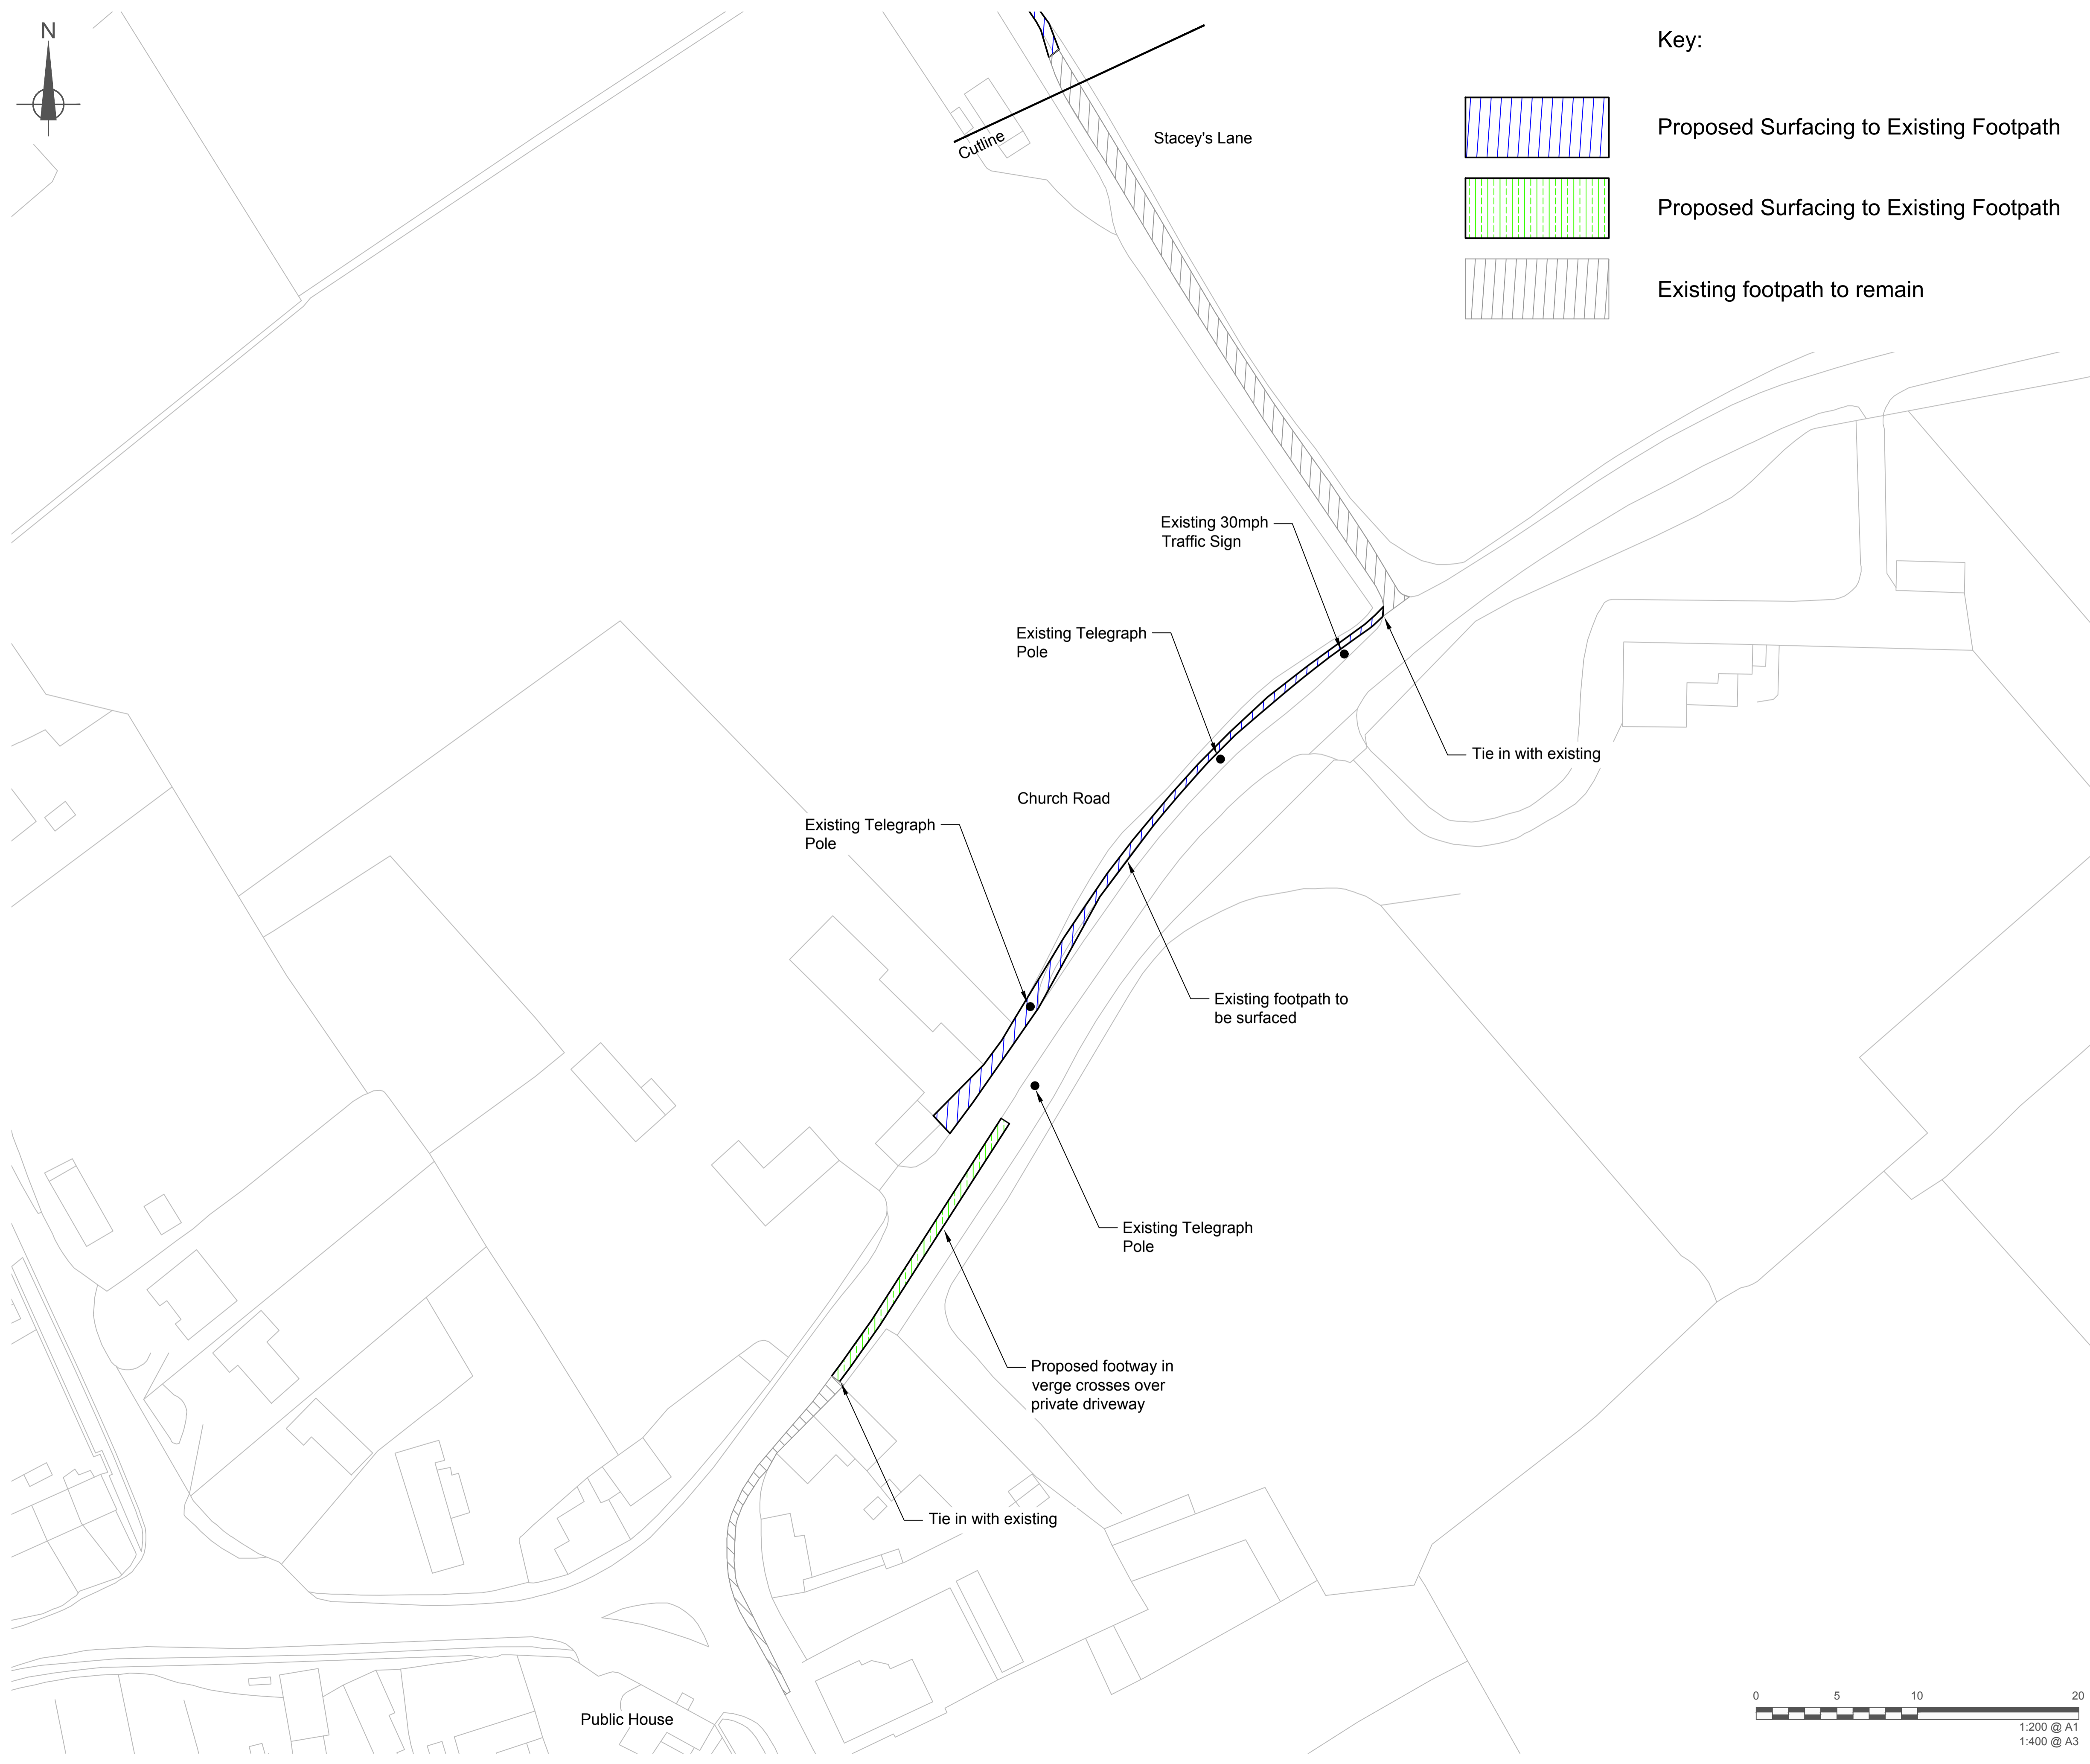 N
Key:
Proposed Surfacing to Existing Footpath
Proposed Surfacing to Existing Footpath
Existing footpath to remain
Cutline
Stacey's Lane
Existing 30mph
Traffic Sign
Existing Telegraph
Pole
Tie in with existing
Church Road
Existing Telegraph
Pole
Existing footpath to
be surfaced
Existing Telegraph
Pole
Proposed footway in
verge crosses over
private driveway
Tie in with existing
Public House
0 5 10 20
1:200 @ A1
1:400 @ A3